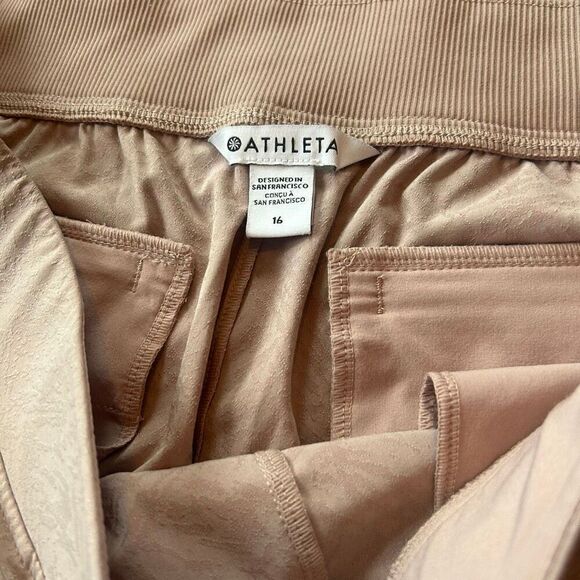 ATHLETA
DESIGNED IN
SAN FRANCISCO
CONÇU À
SAN FRANCISCO
16